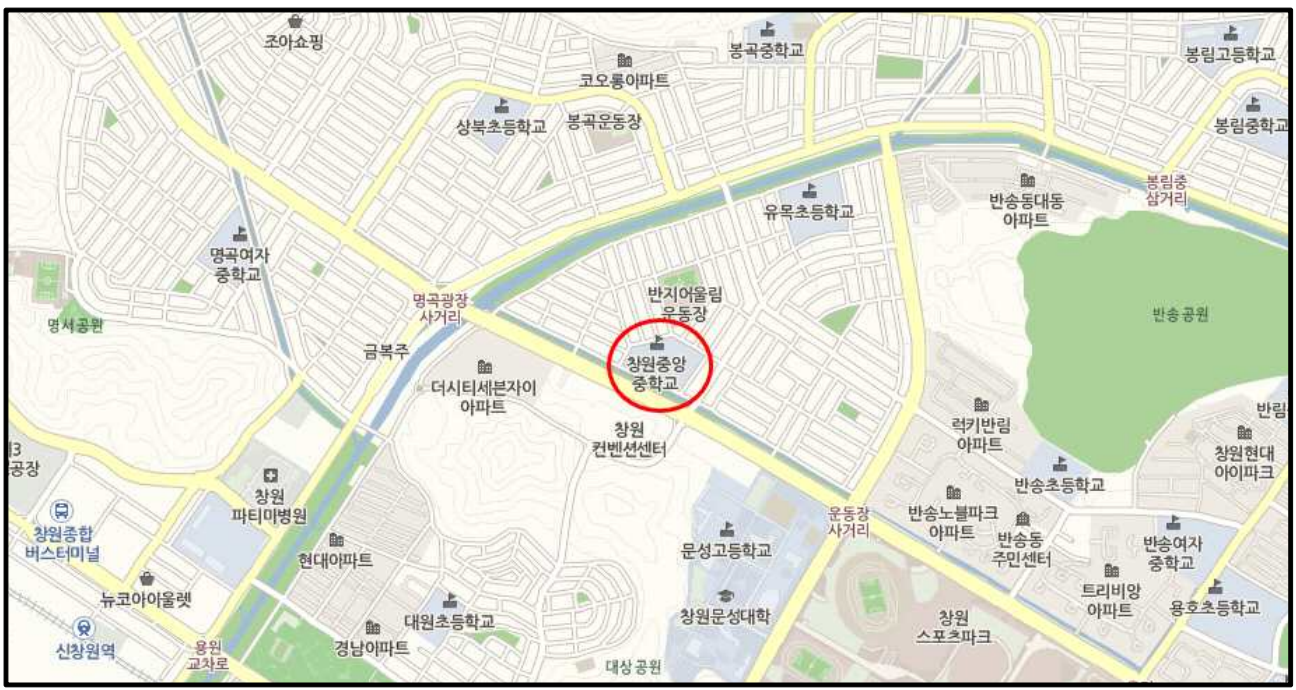 조아쇼핑
봉곡중학교
봉림고등학교
코오롱아파트
상북초등학교
봉곡운동장
봉림중학교
반송동대동
아파트
봉림중
삼거리
유목초등학교
명곡여자
중학교
명곡광장
사거리
반지어울림
운동장
명서공원
금복주
반송공원
창원중앙
중학교
더시티세븐자이
아파트
창원
컨벤션센터
럭키반림
아파트
반림
창원현대
아이파크
13
공장
창원
파티마병원
반송초등학교
창원종합
버스터미널
운동장
사거리
반송노블파크
아파트
반송동
주민센터
반송여자
중학교
현대아파트
문성고등학교
뉴코아아울렛
트리비앙
아파트
용호초등학교
대원초등학교
창원문성대학
창원
스포츠파크
신창원역
용원
교차로
경남아파트
대상공원